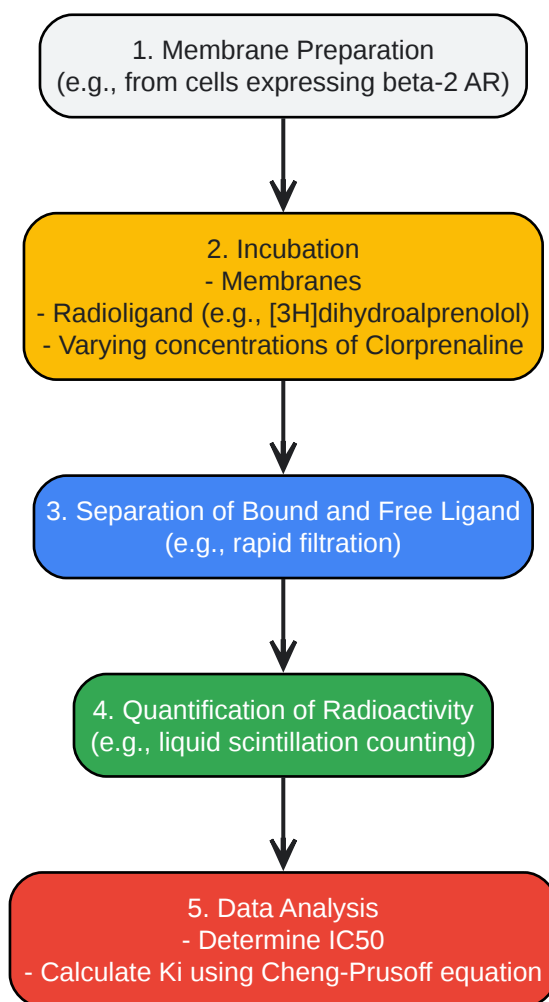 1. Membrane Preparation
(e.g., from cells expressing beta-2 AR)
2. Incubation
- Membranes
- Radioligand (e.g., [3H]dihydroalprenolol)
- Varying concentrations of Clorprenaline
3. Separation of Bound and Free Ligand
(e.g., rapid filtration)
4. Quantification of Radioactivity
(e.g., liquid scintillation counting)
5. Data Analysis
- Determine IC50
- Calculate Ki using Cheng-Prusoff equation